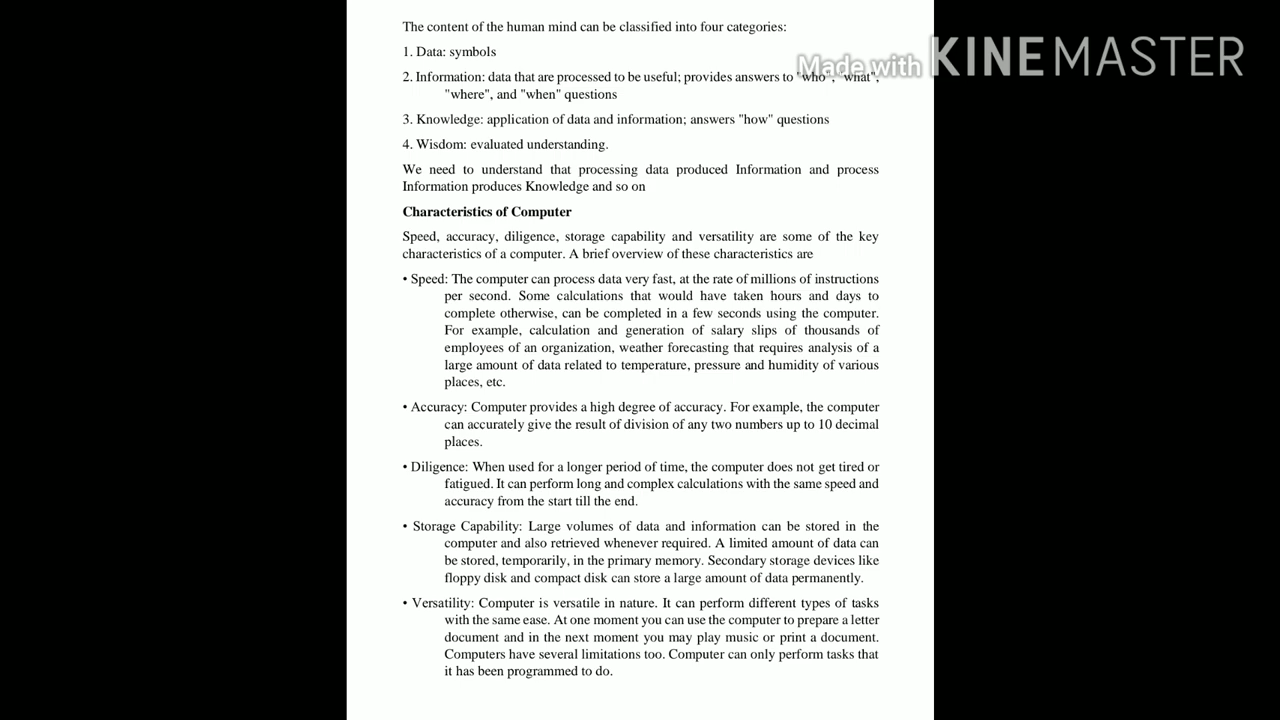 The content of the human mind can be classified into four categories:
1. Data: symbols
Made with KINEMASTER
2. Information: data that are processed to be useful; provides answers to "who", "what",
"where", and "when" questions
3. Knowledge: application of data and information; answers "how" questions
4. Wisdom: evaluated understanding.
We need to understand that processing data produced Information and process
Information produces Knowledge and so on
Characteristics of Computer
Speed, accuracy, diligence, storage capability and versatility are some of the key
characteristics of a computer. A brief overview of these characteristics are
• Speed: The computer can process data very fast, at the rate of millions of instructions
per second. Some calculations that would have taken hours and days to
complete otherwise, can be completed in a few seconds using the computer.
For example, calculation and generation of salary slips of thousands of
employees of an organization, weather forecasting that requires analysis of a
large amount of data related to temperature, pressure and humidity of various
places, etc.
• Accuracy: Computer provides a high degree of accuracy. For example, the computer
can accurately give the result of division of any two numbers up to 10 decimal
places.
• Diligence: When used for a longer period of time, the computer does not get tired or
fatigued. It can perform long and complex calculations with the same speed and
accuracy from the start till the end.
• Storage Capability: Large volumes of data and information can be stored in the
computer and also retrieved whenever required. A limited amount of data can
be stored, temporarily, in the primary memory. Secondary storage devices like
floppy disk and compact disk can store a large amount of data permanently.
• Versatility: Computer is versatile in nature. It can perform different types of tasks
with the same ease. At one moment you can use the computer to prepare a letter
document and in the next moment you may play music or print a document.
Computers have several limitations too. Computer can only perform tasks that
it has been programmed to do.